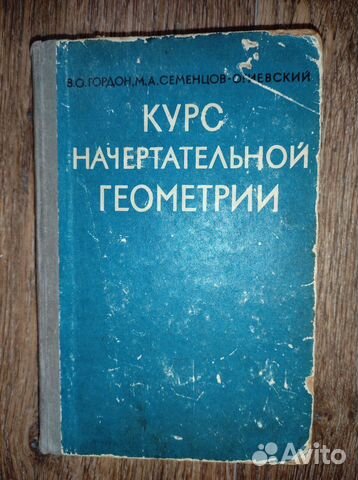 В.О. ГОРДОН, М.А. СЕМЕНЦОВ-ОГИЕВСКИЙ
КУРС
НАЧЕРТАТЕЛЬНОЙ
ГЕОМЕТРИИ
Avito